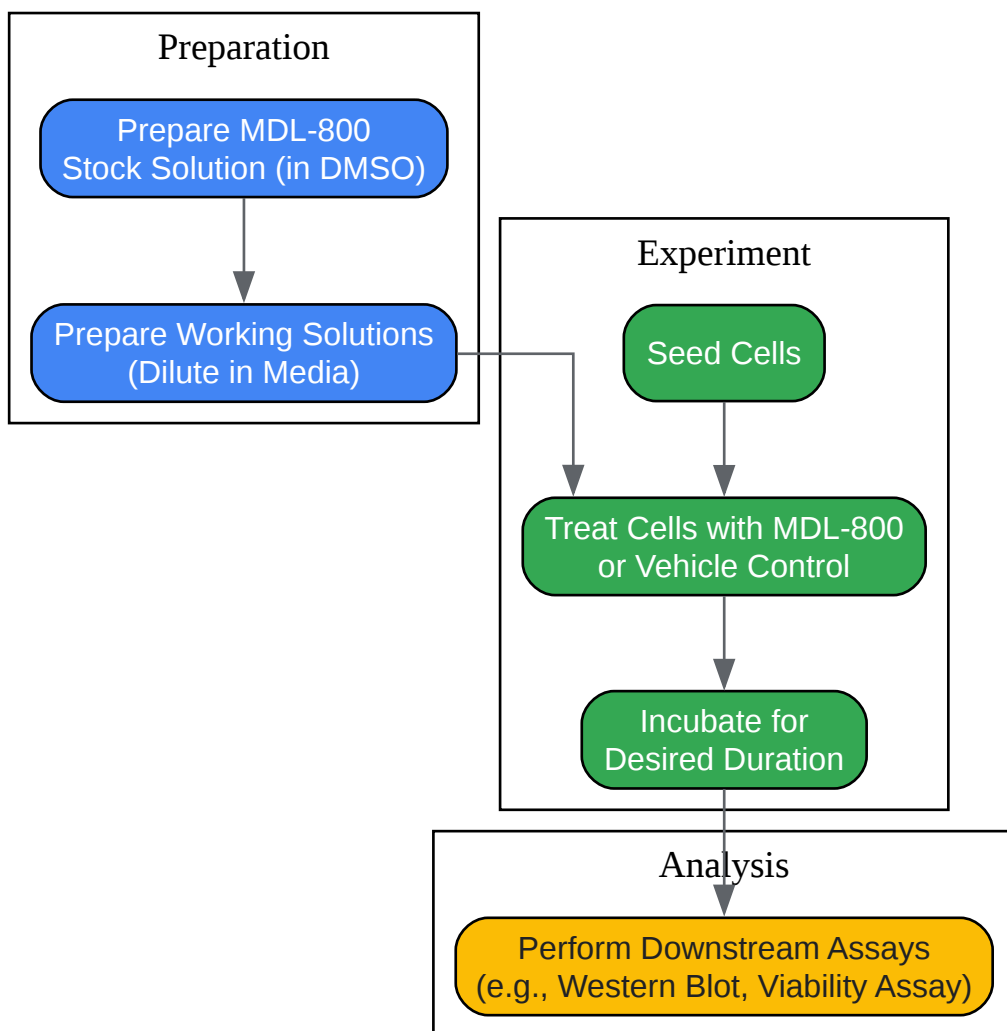 Preparation
Prepare MDL-800
Stock Solution (in DMSO)
Prepare Working Solutions
(Dilute in Media)
Experiment
Seed Cells
Treat Cells with MDL-800
or Vehicle Control
Incubate for
Desired Duration
Analysis
Perform Downstream Assays
(e.g., Western Blot, Viability Assay)